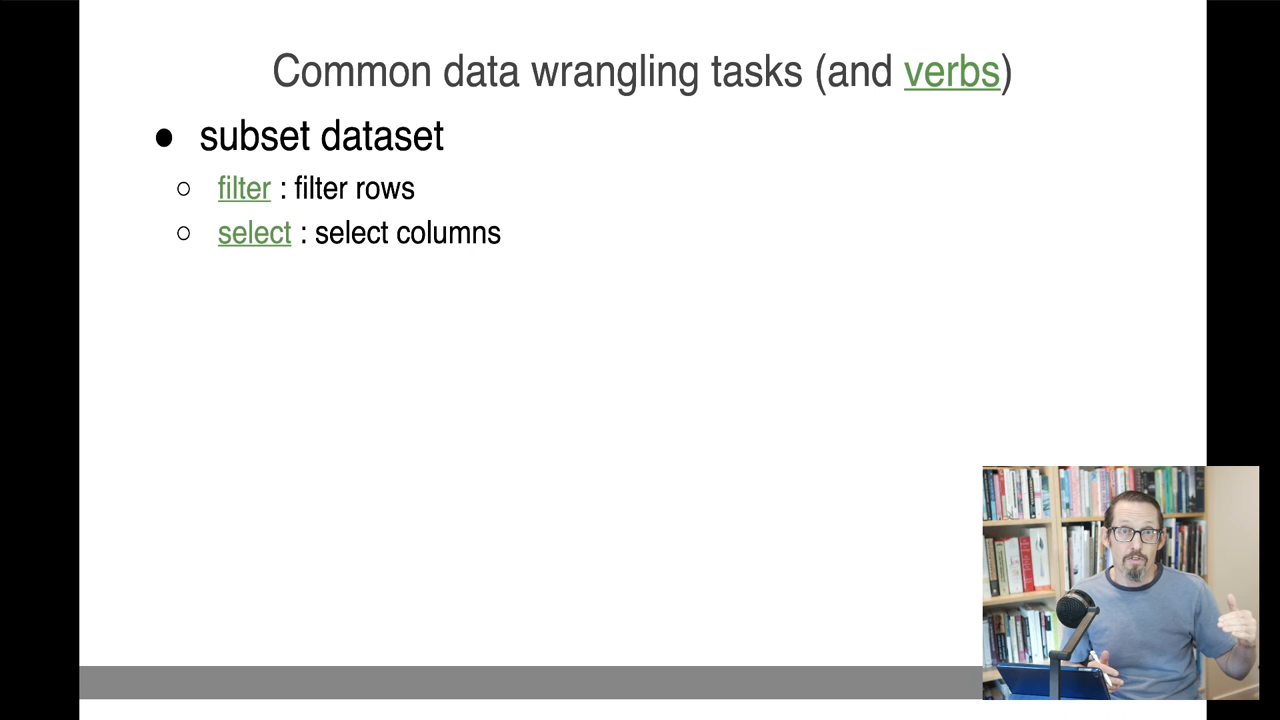 Common data wrangling tasks (and verbs)
● subset dataset
○ filter : filter rows
○ select : select columns